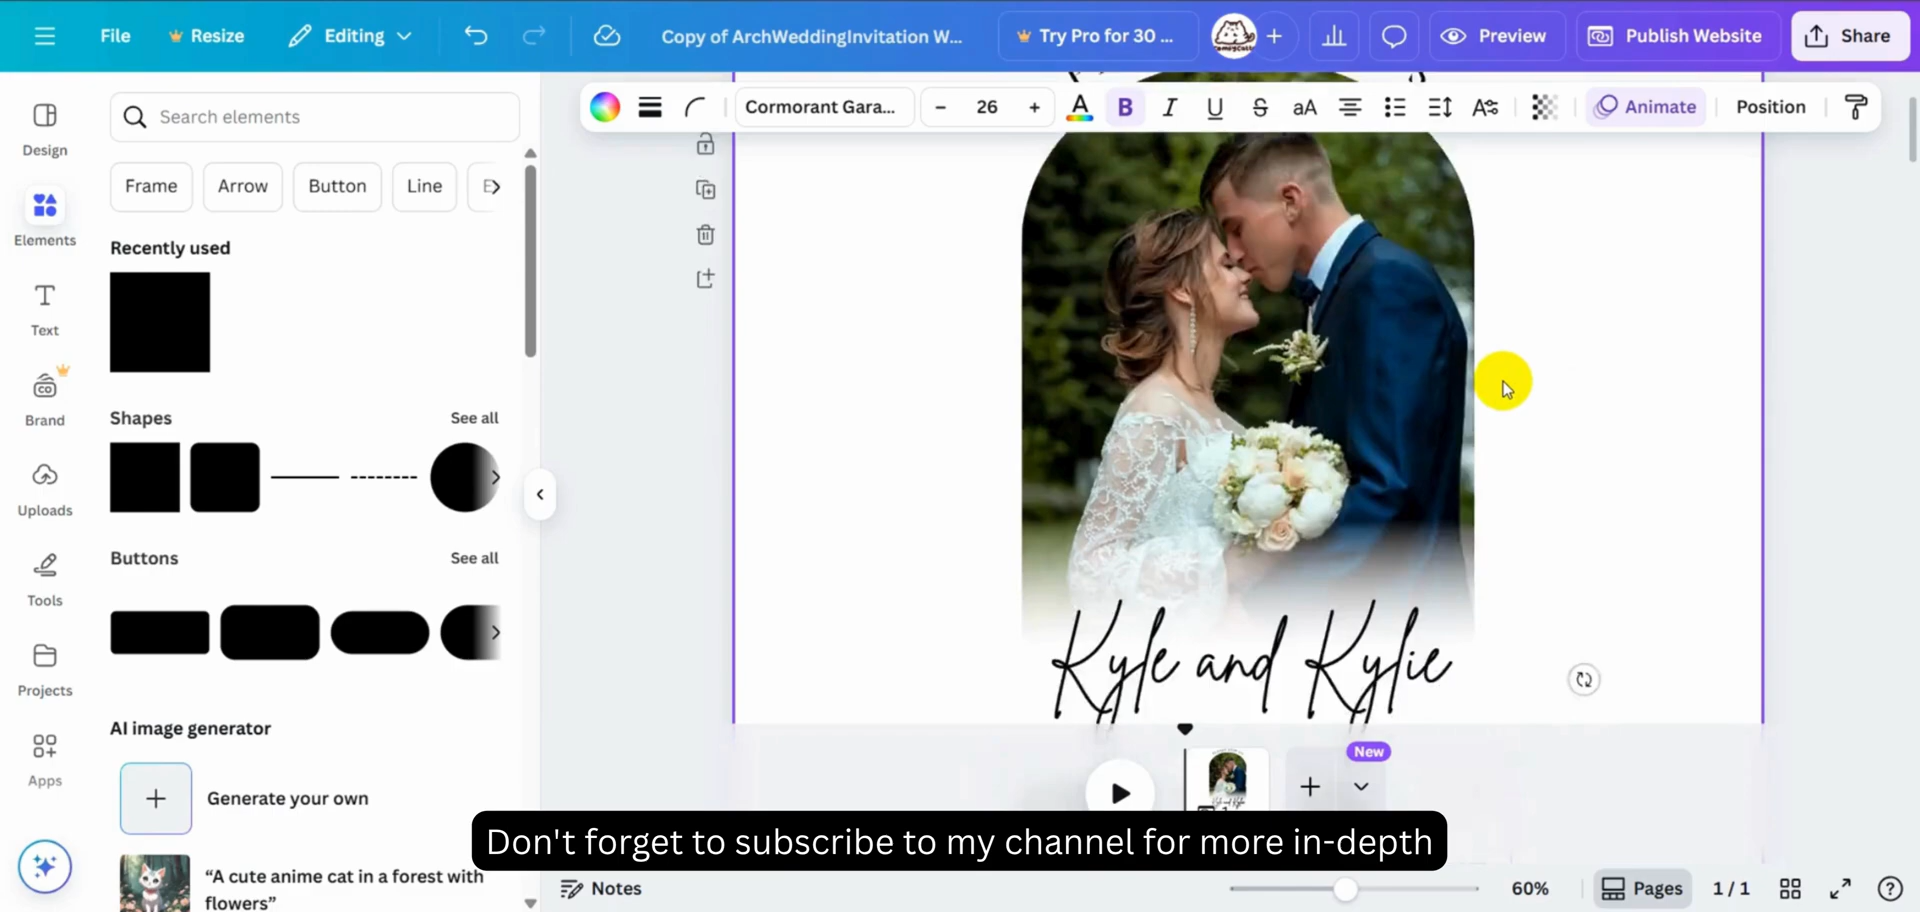 File
Resize
Editing
Copy of ArchWeddingInvitation W...
Try Pro for 30 ...
Preview
Publish Website
Share
Cormorant Gara...
26
A
B
I
U
S
aA
Animate
Position
Design
Elements
Text
Brand
Uploads
Tools
Projects
Apps
Search elements
Frame
Arrow
Button
Line
Recently used
Shapes
See all
Buttons
See all
AI image generator
Generate your own
“A cute anime cat in a forest with
flowers”
Kyle and Kylie
New
Don't forget to subscribe to my channel for more in-depth
Notes
60%
Pages
1 / 1